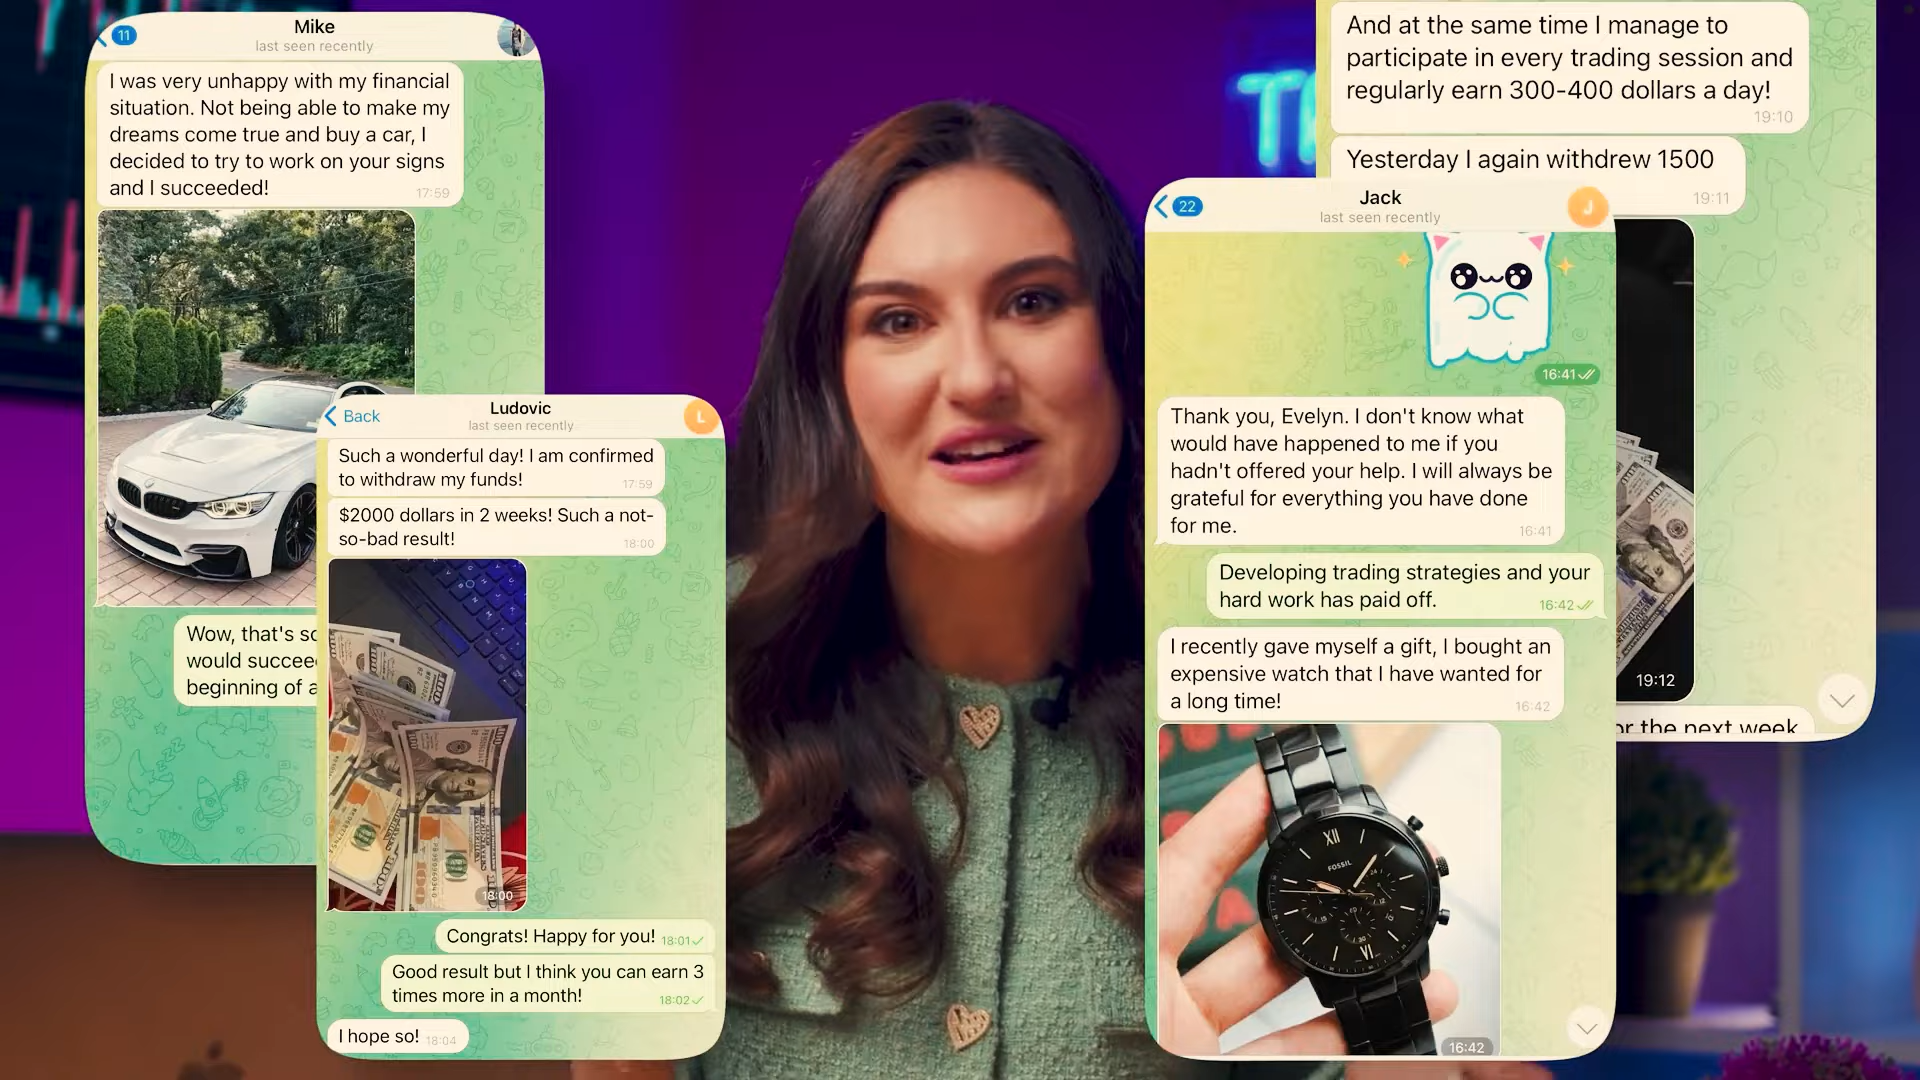 11
Mike
last seen recently
I was very unhappy with my financial
situation. Not being able to make my
dreams come true and buy a car, I
decided to try to work on your signs
and I succeeded!
17:59
Wow, that's
would
beginning of
Back
Ludovic
last seen recently
L
Such a wonderful day! I am confirmed
to withdraw my funds!
17:59
$2000 dollars in 2 weeks! Such a not-
so-bad result!
18:00
18:00
Congrats! Happy for you!
18:01
Good result but I think you can earn 3
times more in a month!
18:02
I hope so!
18:04
And at the same time I manage to
participate in every trading session and
regularly earn 300-400 dollars a day!
19:10
Yesterday I again withdrew 1500
19:11
19:12
the next week
22
Jack
last seen recently
J
16:41
Thank you, Evelyn. I don't know what
would have happened to me if you
hadn't offered your help. I will always be
grateful for everything you have done
for me.
16:41
Developing trading strategies and your
hard work has paid off.
16:42
I recently gave myself a gift, I bought an
expensive watch that I have wanted for
a long time!
16:42
XII
FOSSIL
VI
16:42